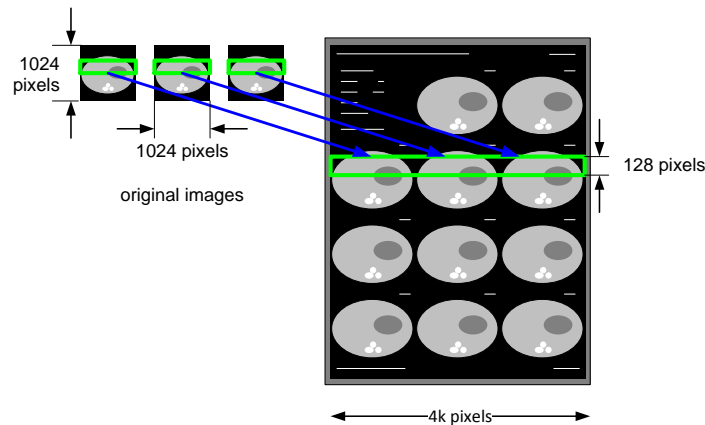 1024
pixels
1024 pixels
128 pixels
original images
4k pixels